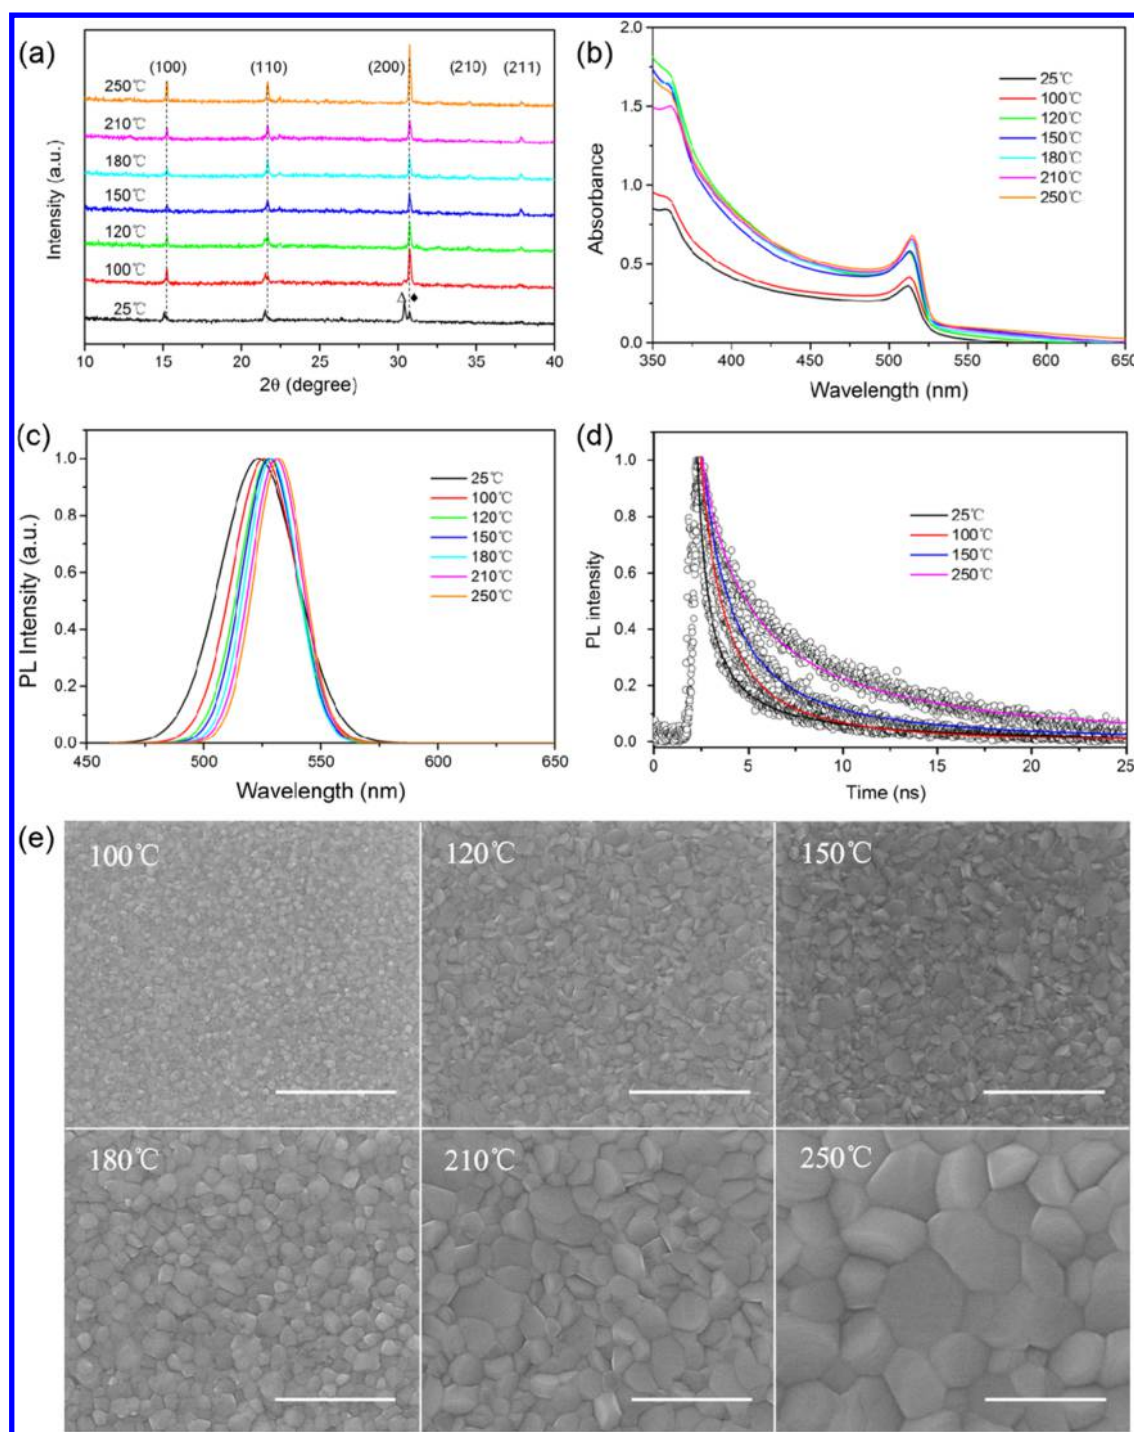 (a)
(100) (110) (200) (210) (211)
250℃
210℃
180℃
150℃
120℃
100℃
25℃
△ ◆
Intensity (a.u.)
10 15 20 25 30 35 40
2θ (degree)
(b)
2.0
1.5
1.0
0.5
0.0
Absorbance
25℃
100℃
120℃
150℃
180℃
210℃
250℃
350 400 450 500 550 600 650
Wavelength (nm)
(c)
1.0
0.8
0.6
0.4
0.2
0.0
PL Intensity (a.u.)
25℃
100℃
120℃
150℃
180℃
210℃
250℃
450 500 550 600 650
Wavelength (nm)
(d)
1.0
0.8
0.6
0.4
0.2
0.0
PL intensity
25℃
100℃
150℃
250℃
0 5 10 15 20 25
Time (ns)
(e)
100℃ 120℃ 150℃
180℃ 210℃ 250℃